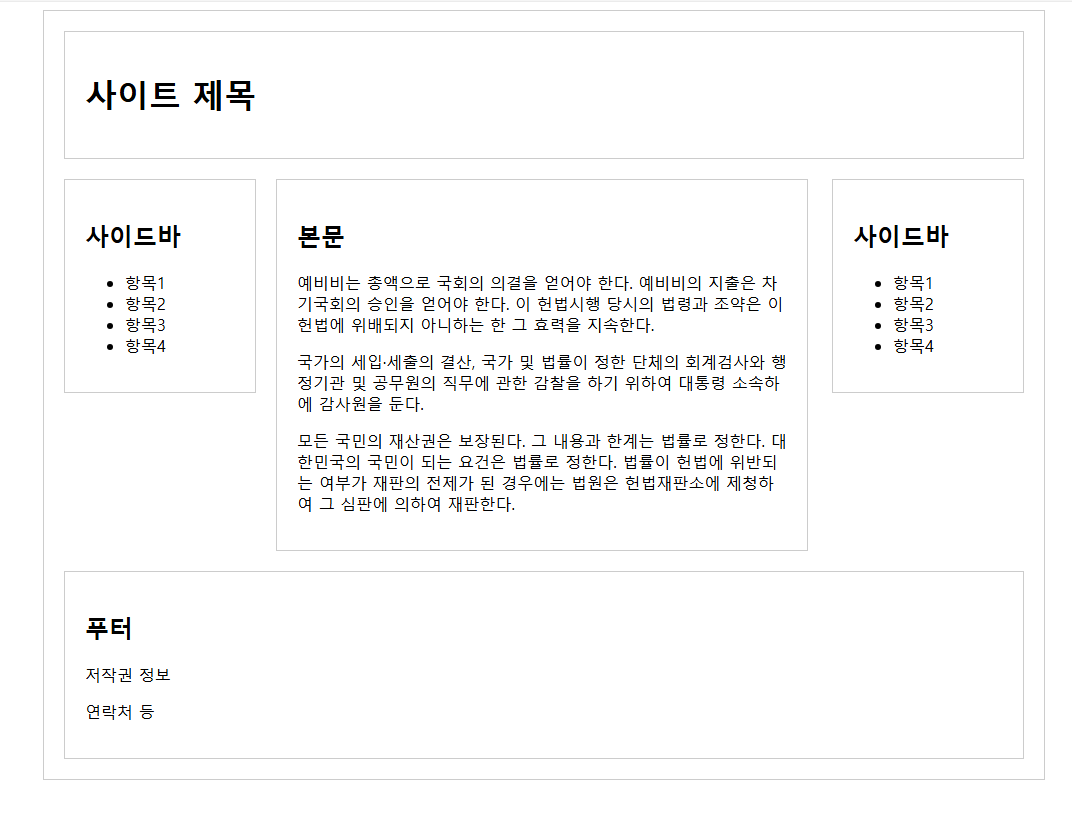 사이트 제목
사이드바
항목1
항목2
항목3
항목4
본문
예비비는 총액으로 국회의 의결을 얻어야 한다. 예비비의 지출은 차
기국회의 승인을 얻어야 한다. 이 헌법시행 당시의 법령과 조약은 이
헌법에 위배되지 아니하는 한 그 효력을 지속한다.
국가의 세입·세출의 결산, 국가 및 법률이 정한 단체의 회계검사와 행
정기관 및 공무원의 직무에 관한 감찰을 하기 위하여 대통령 소속하
에 감사원을 둔다.
모든 국민의 재산권은 보장된다. 그 내용과 한계는 법률로 정한다. 대
한민국의 국민이 되는 요건은 법률로 정한다. 법률이 헌법에 위반되
는 여부가 재판의 전제가 된 경우에는 법원은 헌법재판소에 제청하
여 그 심판에 의하여 재판한다.
사이드바
항목1
항목2
항목3
항목4
푸터
저작권 정보
연락처 등